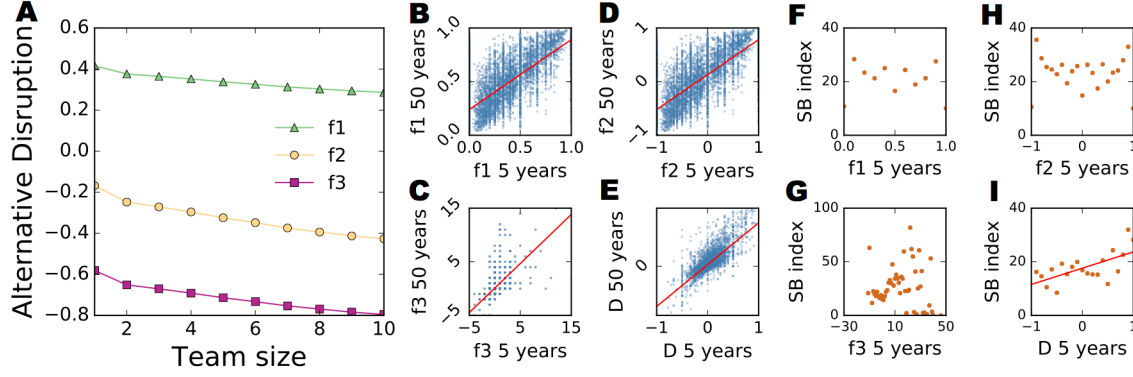 A
Alternative Disruption
0.6
0.4
0.2
0.0
−0.2
−0.4
−0.6
−0.8
2
4
6
8
10
Team size
f1
f2
f3
B
f1 50 years
1.0
0.5
0.0
0.0
0.5
1.0
f1 5 years
D
f2 50 years
1
0
−1
−1
0
1
f2 5 years
F
SB index
40
20
0
0.0
0.5
1.0
f1 5 years
H
SB index
40
20
0
−1
0
1
f2 5 years
C
f3 50 years
15
5
−5
−5
5
15
f3 5 years
E
D 50 years
0
−1
0
1
D 5 years
G
SB index
100
50
0
−30
10
50
f3 5 years
I
SB index
40
20
0
−1
0
1
D 5 years